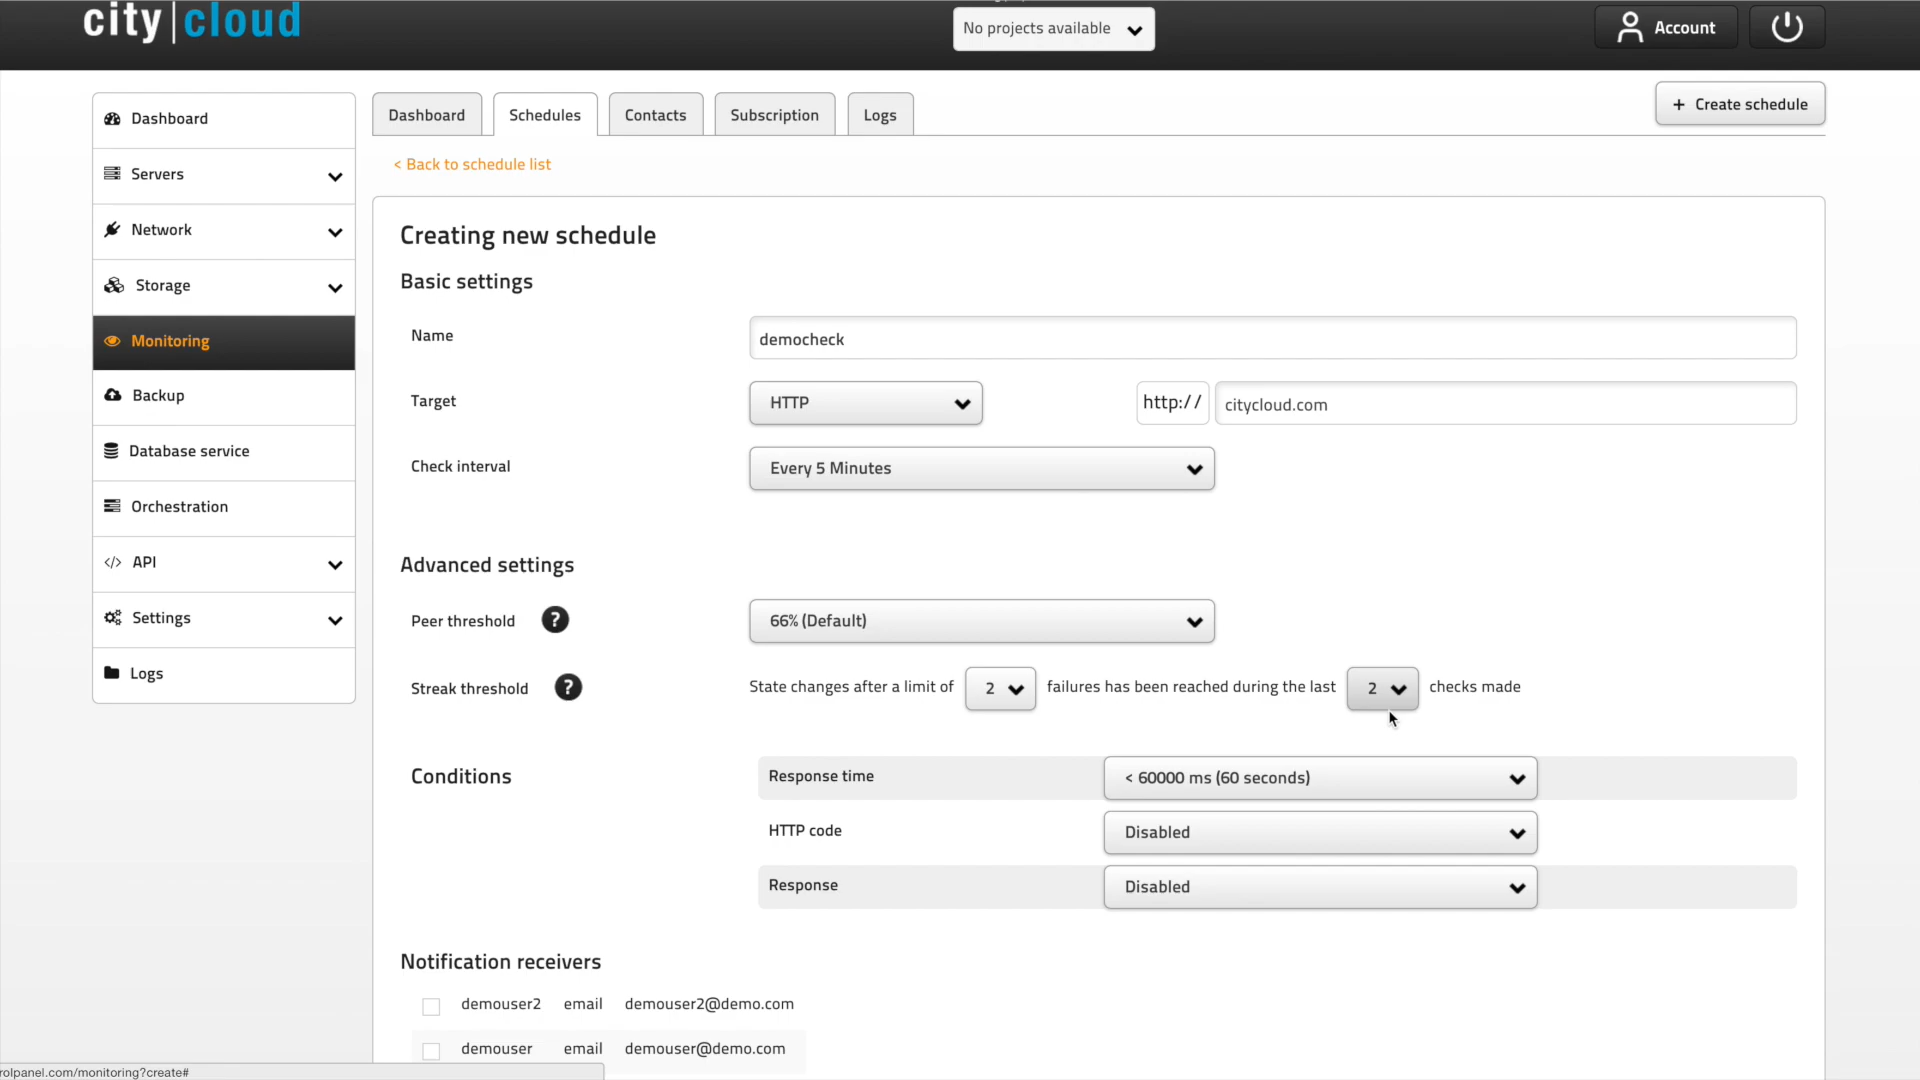 city|cloud
No projects available
Account
Dashboard
Servers
Network
Storage
Monitoring
Backup
Database service
Orchestration
</> API
Settings
Logs
Dashboard
Schedules
Contacts
Subscription
Logs
+ Create schedule
< Back to schedule list
Creating new schedule
Basic settings
Name
democheck
Target
HTTP
http://
citycloud.com
Check interval
Every 5 Minutes
Advanced settings
Peer threshold ?
66% (Default)
Streak threshold ?
State changes after a limit of 2 failures has been reached during the last 2 checks made
Conditions
Response time
< 60000 ms (60 seconds)
HTTP code
Disabled
Response
Disabled
Notification receivers
demouser2 email demouser2@demo.com
demouser email demouser@demo.com
rolpanel.com/monitoring?create#